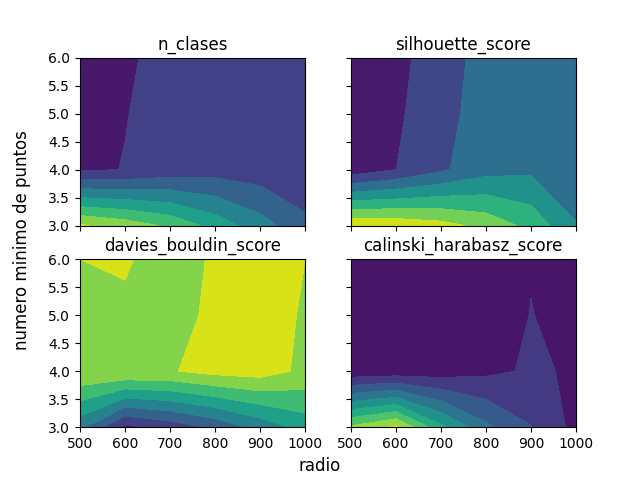 n_clases
silhouette_score
6.0
5.5
5.0
4.5
4.0
3.5
3.0
davies_bouldin_score
calinski_harabasz_score
6.0
5.5
5.0
4.5
4.0
3.5
3.0
500 600 700 800 900 1000
500 600 700 800 900 1000
numero minimo de puntos
radio